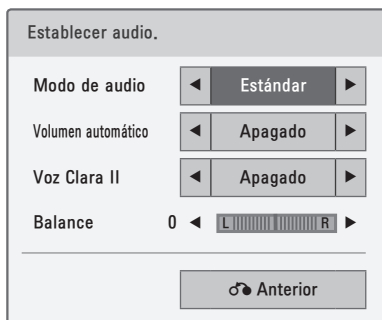 Establecer audio.
Modo de audio ◀ Estándar ▶
Volumen automático ◀ Apagado ▶
Voz Clara II ◀ Apagado ▶
Balance 0 ◀ L R ▶
Anterior